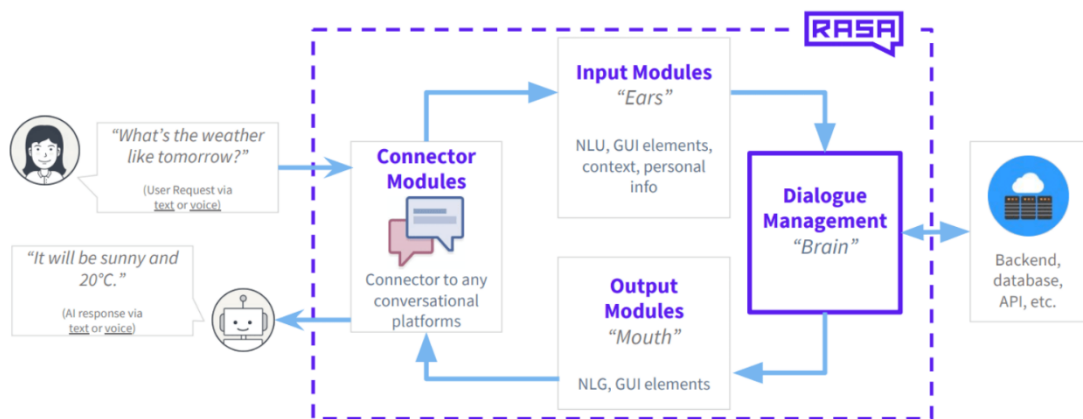 RASA
“What’s the weather
like tomorrow?”
(User Request via
text or voice)
“It will be sunny and
20°C.”
(AI response via
text or voice)
Connector
Modules
Connector to any
conversational
platforms
Input Modules
“Ears”
NLU, GUI elements,
context, personal
info
Dialogue
Management
“Brain”
Output
Modules
“Mouth”
NLG, GUI elements
Backend,
database,
API, etc.